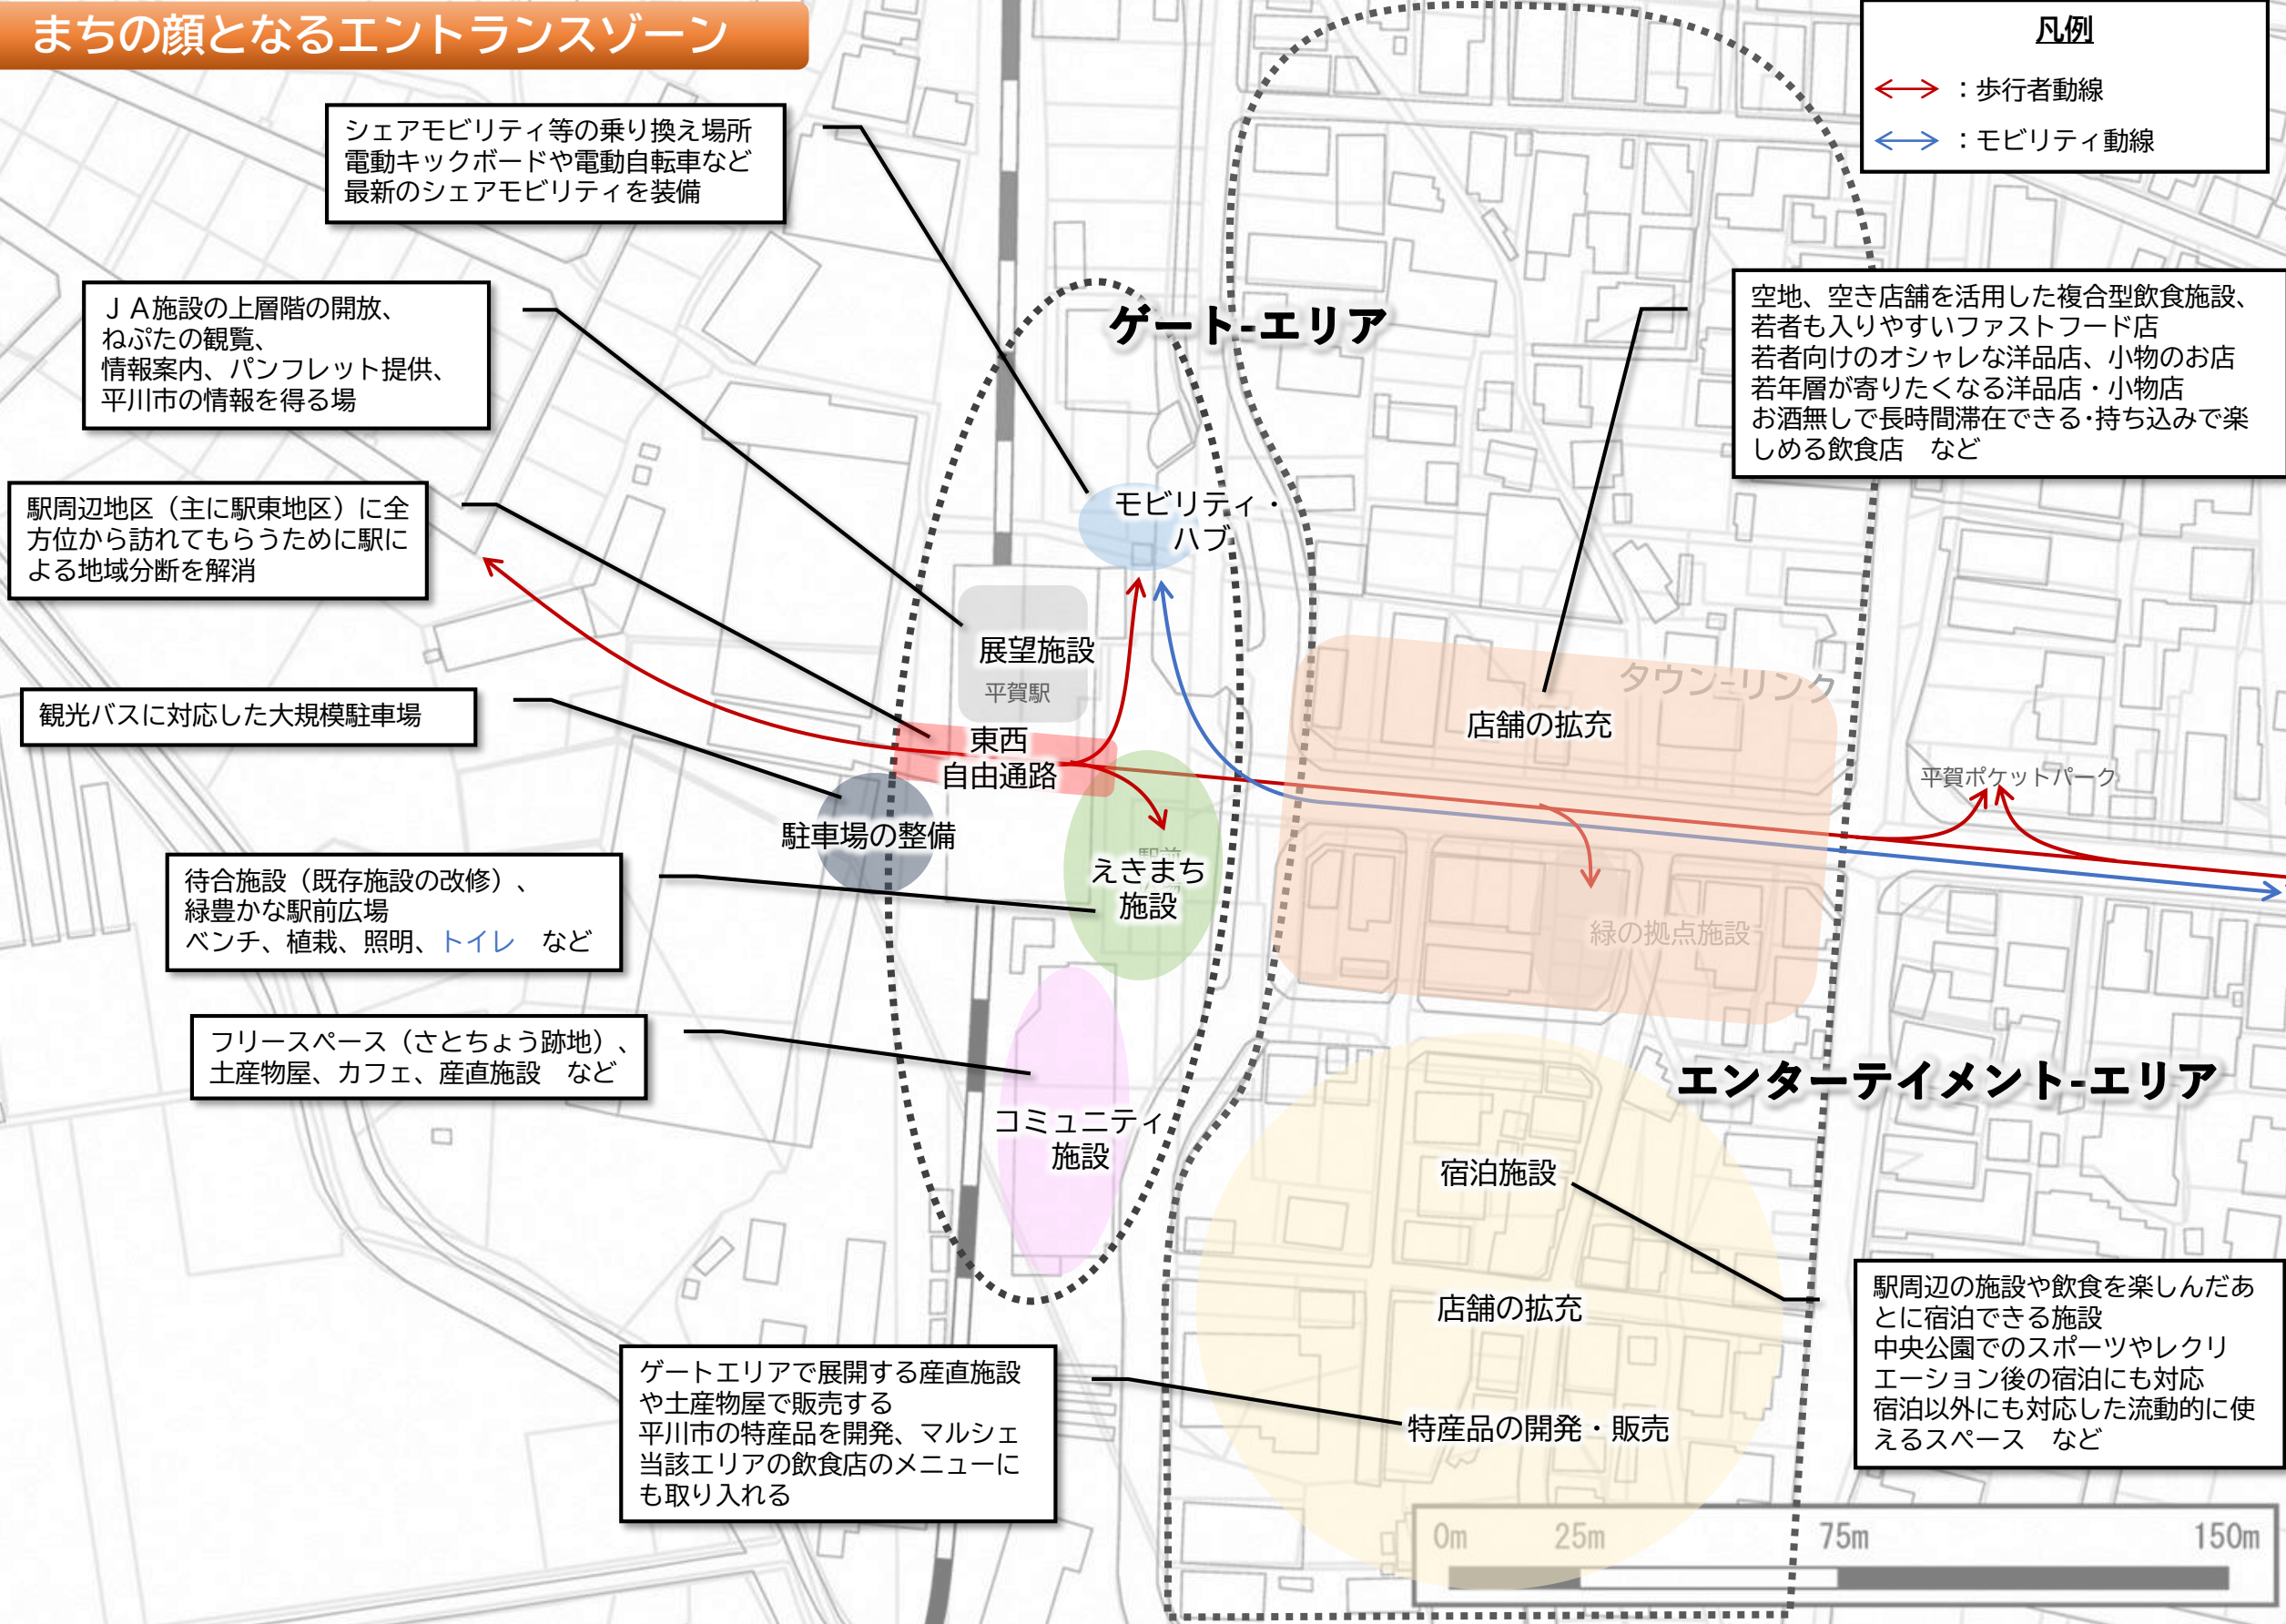 まちの顔となるエントランスゾーン
凡例
：歩行者動線
：モビリティ動線
シェアモビリティ等の乗り換え場所
電動キックボードや電動自転車など
最新のシェアモビリティを装備
ＪＡ施設の上層階の開放、
ねぷたの観覧、
情報案内、パンフレット提供、
平川市の情報を得る場
ゲート-エリア
空地、空き店舗を活用した複合型飲食施設、
若者も入りやすいファストフード店
若者向けのオシャレな洋品店、小物のお店
若年層が寄りたくなる洋品店・小物店
お酒無しで長時間滞在できる・持ち込みで楽
しめる飲食店　など
駅周辺地区（主に駅東地区）に全
方位から訪れてもらうために駅に
よる地域分断を解消
モビリティ・
ハブ
展望施設
平賀駅
タウン-リンク
店舗の拡充
観光バスに対応した大規模駐車場
東西
自由通路
平賀ポケットパーク
駐車場の整備
えきまち
施設
待合施設（既存施設の改修）、
緑豊かな駅前広場
ベンチ、植栽、照明、トイレ　など
緑の拠点施設
フリースペース（さとちょう跡地）、
土産物屋、カフェ、産直施設　など
エンターテイメント-エリア
コミュニティ
施設
宿泊施設
店舗の拡充
駅周辺の施設や飲食を楽しんだあ
とに宿泊できる施設
中央公園でのスポーツやレクリ
エーション後の宿泊にも対応
宿泊以外にも対応した流動的に使
えるスペース　など
ゲートエリアで展開する産直施設
や土産物屋で販売する
平川市の特産品を開発、マルシェ
当該エリアの飲食店のメニューに
も取り入れる
特産品の開発・販売
0m 25m 75m 150m